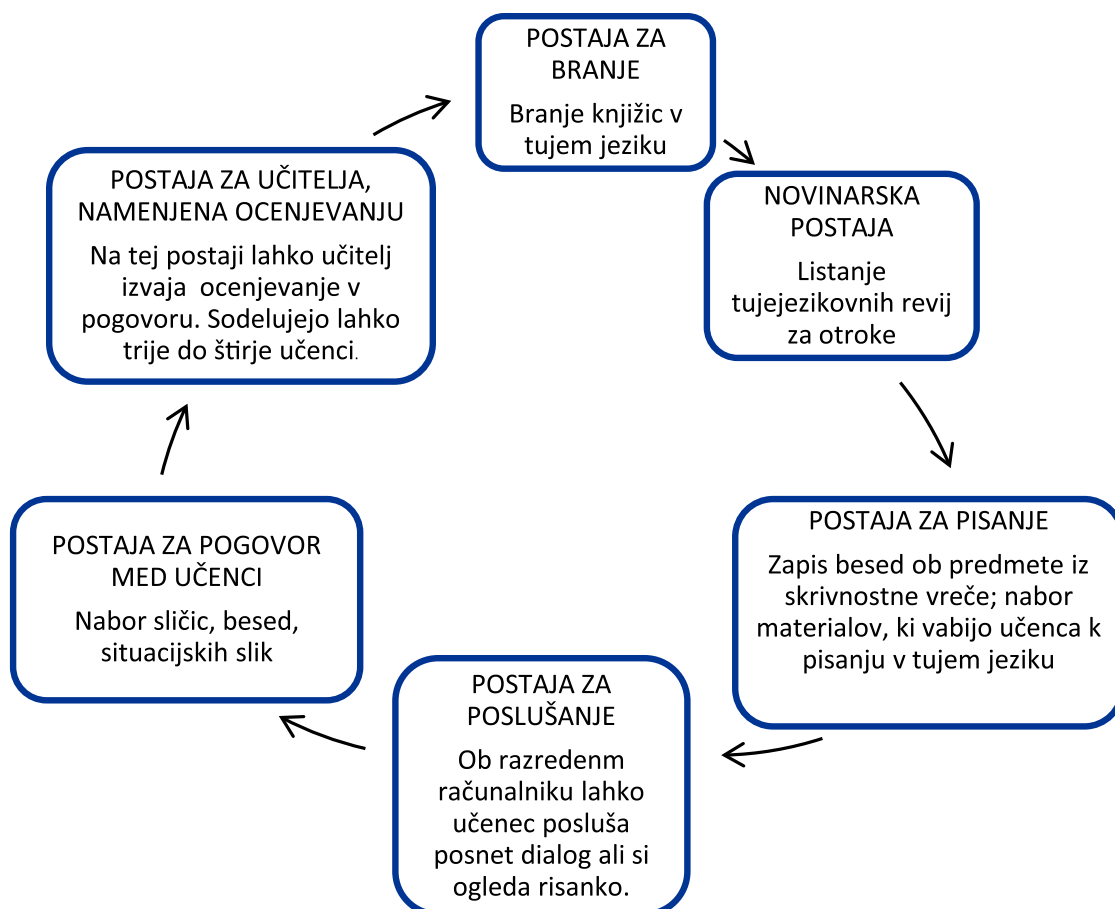 POSTAJA ZA
BRANJE
Branje knjižic v
tujem jeziku
NOVINARSKA
POSTAJA
Listanje
tujejezikovnih revij
za otroke
POSTAJA ZA PISANJE
Zapis besed ob predmete iz
skrivnostne vreče; nabor
materialov, ki vabijo učenca k
pisanju v tujem jeziku
POSTAJA ZA
POSLUŠANJE
Ob razredenm
računalniku lahko
učenec posluša
posnet dialog ali si
ogleda risanko.
POSTAJA ZA POGOVOR
MED UČENCI
Nabor sličic, besed,
situacijskih slik
POSTAJA ZA UČITELJA,
NAMENJENA OCENJEVANJU
Na tej postaji lahko učitelj
izvaja  ocenjevanje v
pogovoru. Sodelujejo lahko
trije do štirje učenci.